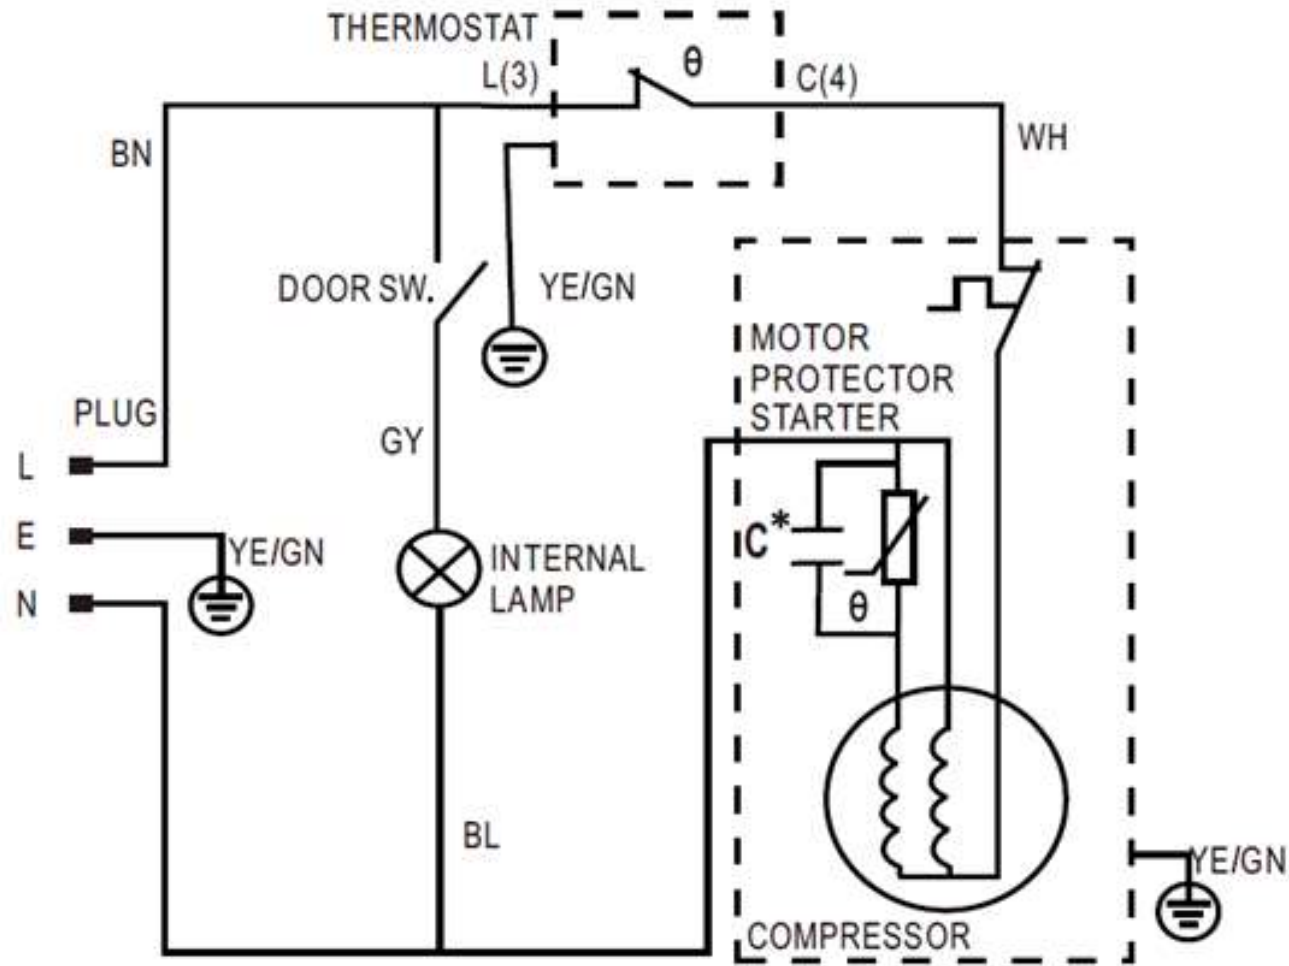 THERMOSTAT
L(3)
θ
C(4)
BN
WH
DOOR SW.
YE/GN
MOTOR
PROTECTOR
STARTER
PLUG
GY
L
E
YE/GN
N
C*
θ
INTERNAL
LAMP
BL
YE/GN
COMPRESSOR